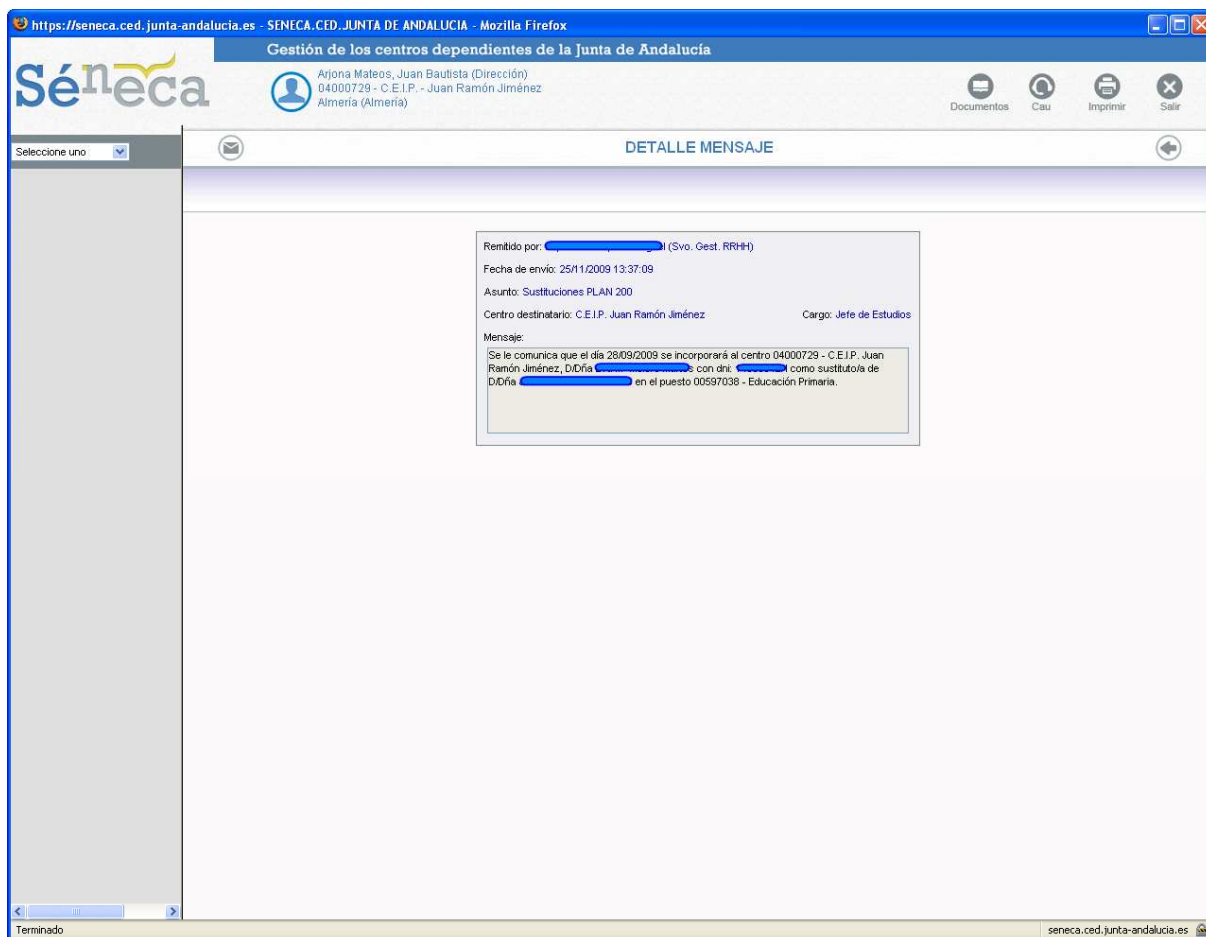 https://seneca.ced.junta-andalucia.es - SENECA.CED.JUNTA DE ANDALUCIA - Mozilla Firefox
Gestión de los centros dependientes de la Junta de Andalucía
Séneca
Arjona Mateos, Juan Bautista (Dirección)
04000729 - C.E.I.P. - Juan Ramón Jiménez
Almería (Almería)
Documentos Cau Imprimir Salir
Seleccione uno
DETALLE MENSAJE
Remitido por: (Svo. Gest. RRHH)
Fecha de envío: 25/11/2009 13:37:09
Asunto: Sustituciones PLAN 200
Centro destinatario: C.E.I.P. Juan Ramón Jiménez Cargo: Jefe de Estudios
Mensaje:
Se le comunica que el día 28/09/2009 se incorporará al centro 04000729 - C.E.I.P. Juan
Ramón Jiménez, D/Dña con dni: como sustituto/a de
D/Dña en el puesto 00597038 - Educación Primaria.
Terminado
seneca.ced.junta-andalucia.es